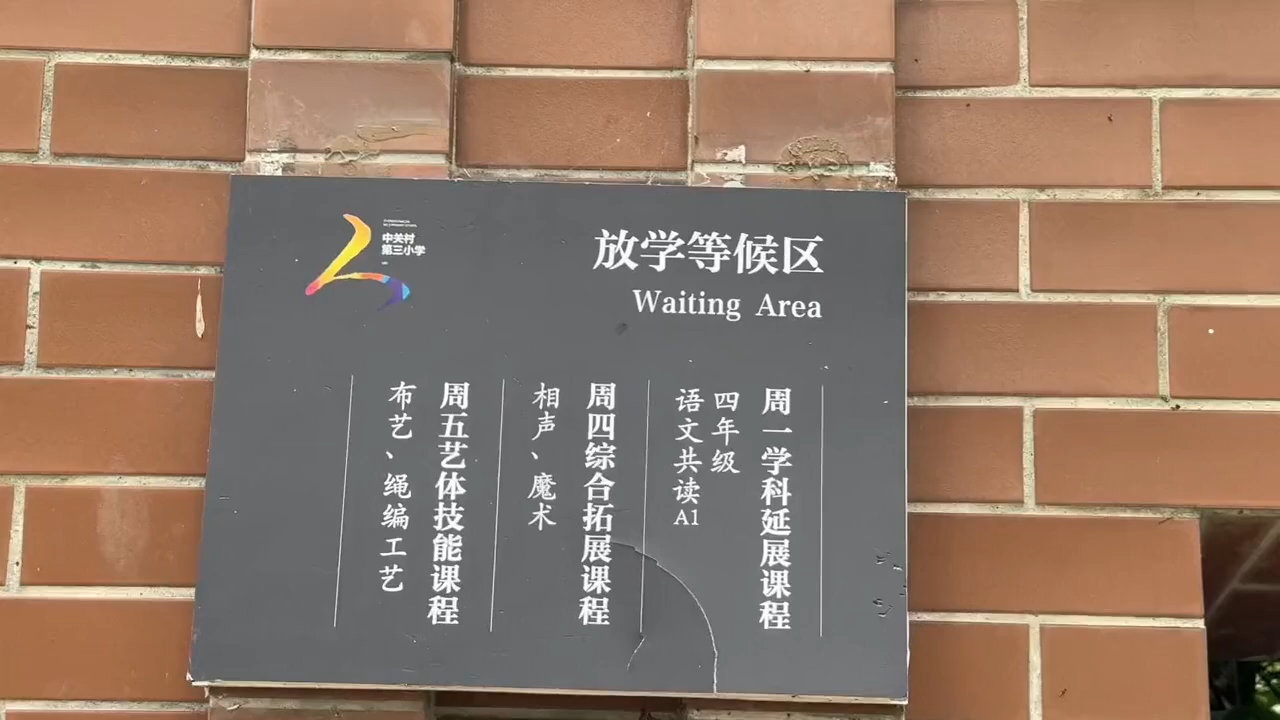 中关村
第三小学
放学等候区
Waiting Area
周一学科延展课程
四年级
语文共读A1
周四综合拓展课程
相声、魔术
周五艺体技能课程
布艺、绳编工艺